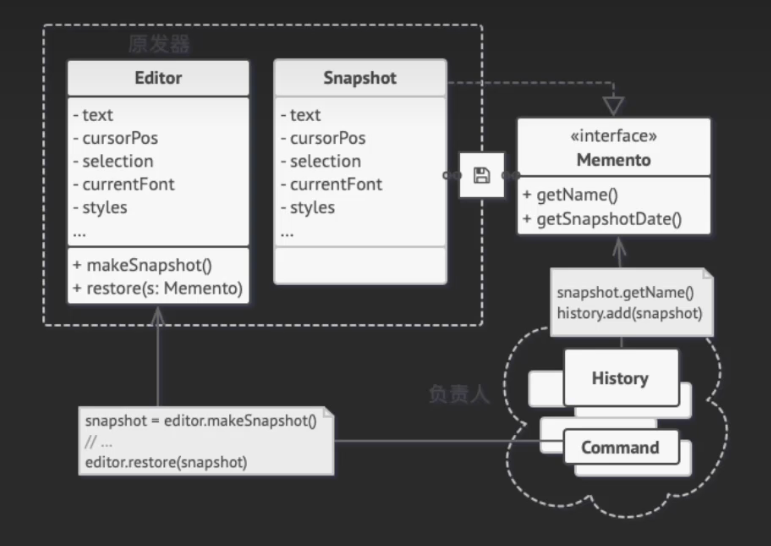 原发器
Editor
- text
- cursorPos
- selection
- currentFont
- styles
...
+ makeSnapshot()
+ restore(s: Memento)
Snapshot
- text
- cursorPos
- selection
- currentFont
- styles
...
«interface»
Memento
+ getName()
+ getSnapshotDate()
snapshot.getName()
history.add(snapshot)
负责人
History
Command
snapshot = editor.makeSnapshot()
// ...
editor.restore(snapshot)